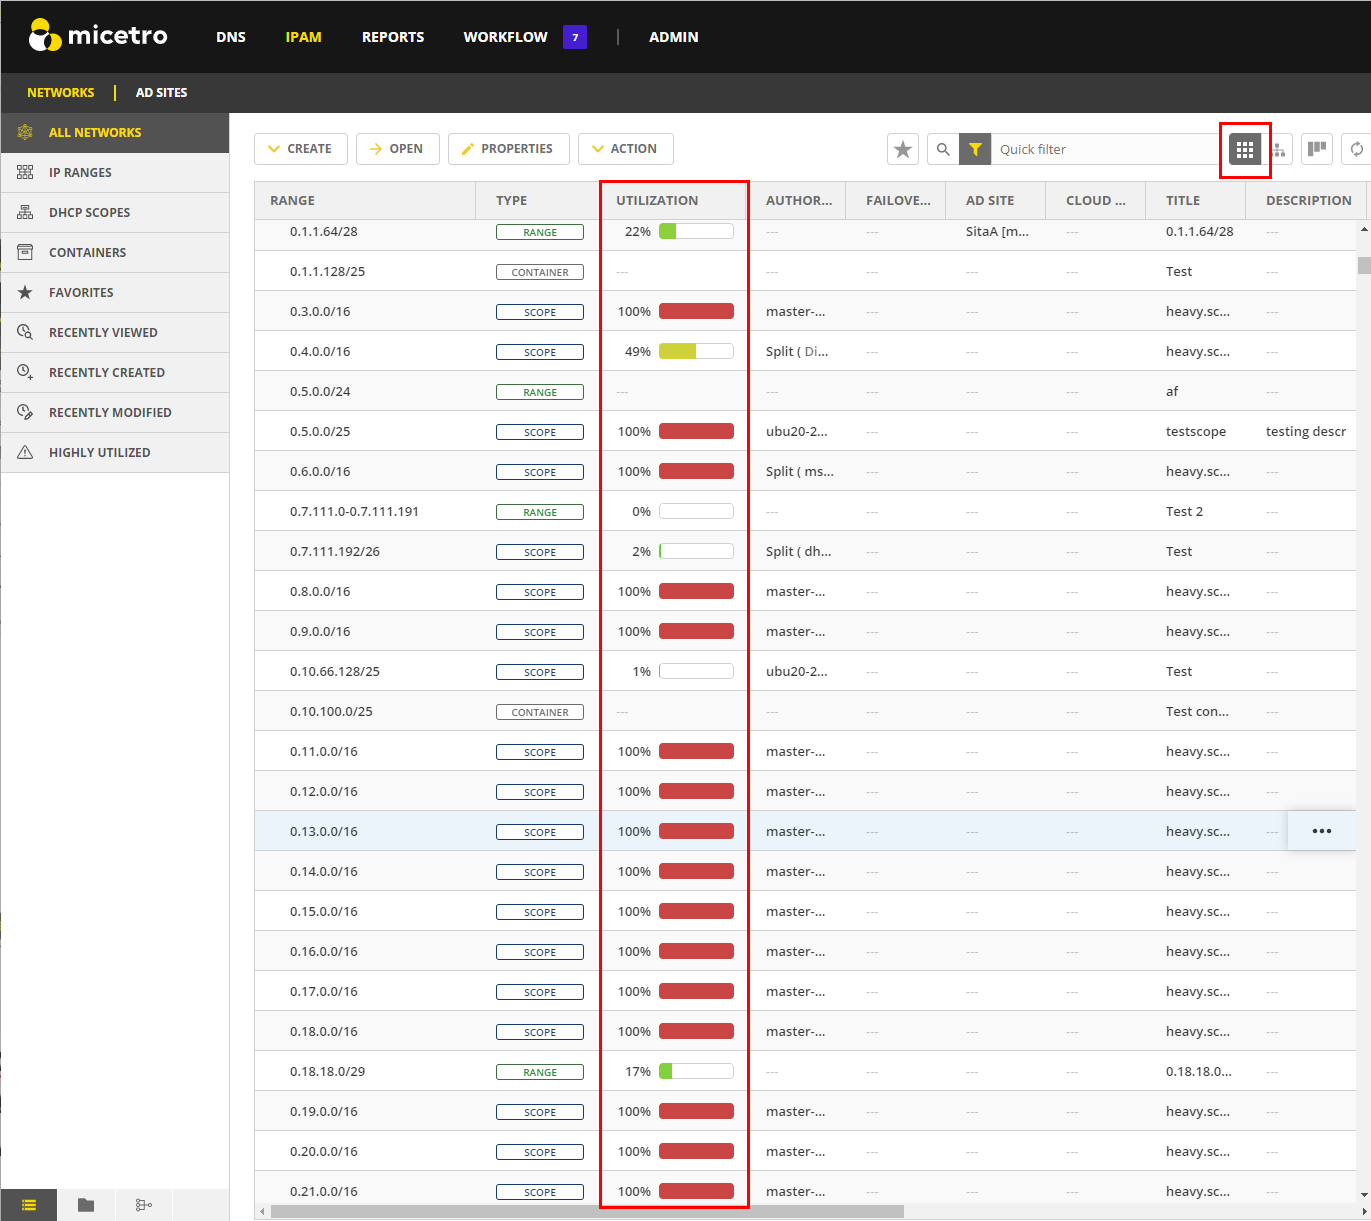 micetro DNS IPAM REPORTS WORKFLOW 7 | ADMIN
NETWORKS | AD SITES
ALL NETWORKS
IP RANGES
DHCP SCOPES
CONTAINERS
FAVORITES
RECENTLY VIEWED
RECENTLY CREATED
RECENTLY MODIFIED
HIGHLY UTILIZED
CREATE OPEN PROPERTIES ACTION Quick filter
RANGE TYPE UTILIZATION AUTHOR... FAILOVE... AD SITE CLOUD ... TITLE DESCRIPTION
0.1.1.64/28 RANGE 22% --- --- SitaA [m... --- 0.1.1.64/28 ---
0.1.1.128/25 CONTAINER --- --- --- --- --- Test ---
0.3.0.0/16 SCOPE 100% master-... --- --- --- heavy.sc... ---
0.4.0.0/16 SCOPE 49% Split ( Di... --- --- --- heavy.sc... ---
0.5.0.0/24 RANGE --- --- --- --- --- af ---
0.5.0.0/25 SCOPE 100% ubu20-2... --- --- --- testscope testing descr
0.6.0.0/16 SCOPE 100% Split ( ms... --- --- --- heavy.sc... ---
0.7.111.0-0.7.111.191 RANGE 0% --- --- --- --- Test 2 ---
0.7.111.192/26 SCOPE 2% Split ( dh... --- --- --- Test ---
0.8.0.0/16 SCOPE 100% master-... --- --- --- heavy.sc... ---
0.9.0.0/16 SCOPE 100% master-... --- --- --- heavy.sc... ---
0.10.66.128/25 SCOPE 1% ubu20-2... --- --- --- Test ---
0.10.100.0/25 CONTAINER --- --- --- --- --- Test con... ---
0.11.0.0/16 SCOPE 100% master-... --- --- --- heavy.sc... ---
0.12.0.0/16 SCOPE 100% master-... --- --- --- heavy.sc... ---
0.13.0.0/16 SCOPE 100% master-... --- --- --- heavy.sc... --- •••
0.14.0.0/16 SCOPE 100% master-... --- --- --- heavy.sc... ---
0.15.0.0/16 SCOPE 100% master-... --- --- --- heavy.sc... ---
0.16.0.0/16 SCOPE 100% master-... --- --- --- heavy.sc... ---
0.17.0.0/16 SCOPE 100% master-... --- --- --- heavy.sc... ---
0.18.0.0/16 SCOPE 100% master-... --- --- --- heavy.sc... ---
0.18.18.0/29 RANGE 17% --- --- --- --- 0.18.18.0... ---
0.19.0.0/16 SCOPE 100% master-... --- --- --- heavy.sc... ---
0.20.0.0/16 SCOPE 100% master-... --- --- --- heavy.sc... ---
0.21.0.0/16 SCOPE 100% master-... --- --- --- heavy.sc... ---